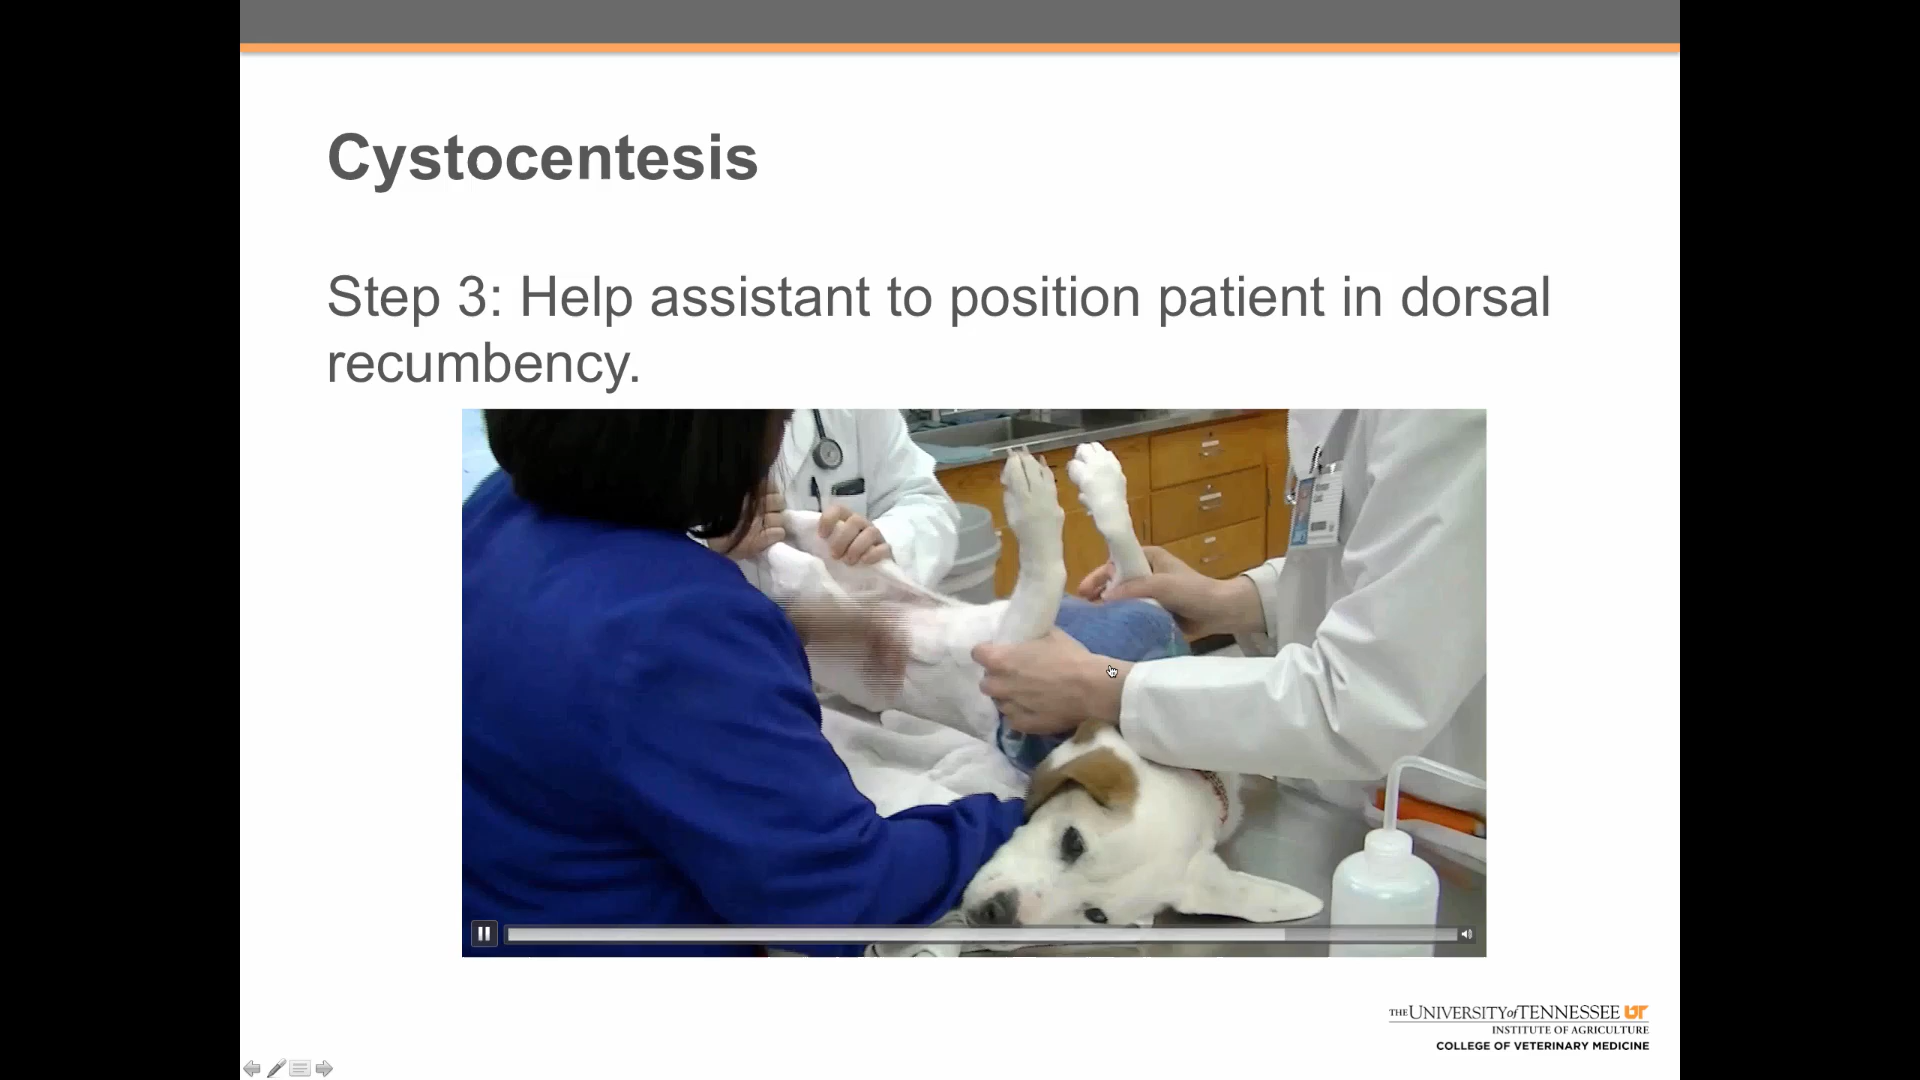 Cystocentesis
Step 3: Help assistant to position patient in dorsal
recumbency.
THE UNIVERSITY of TENNESSEE UT
INSTITUTE OF AGRICULTURE
COLLEGE OF VETERINARY MEDICINE